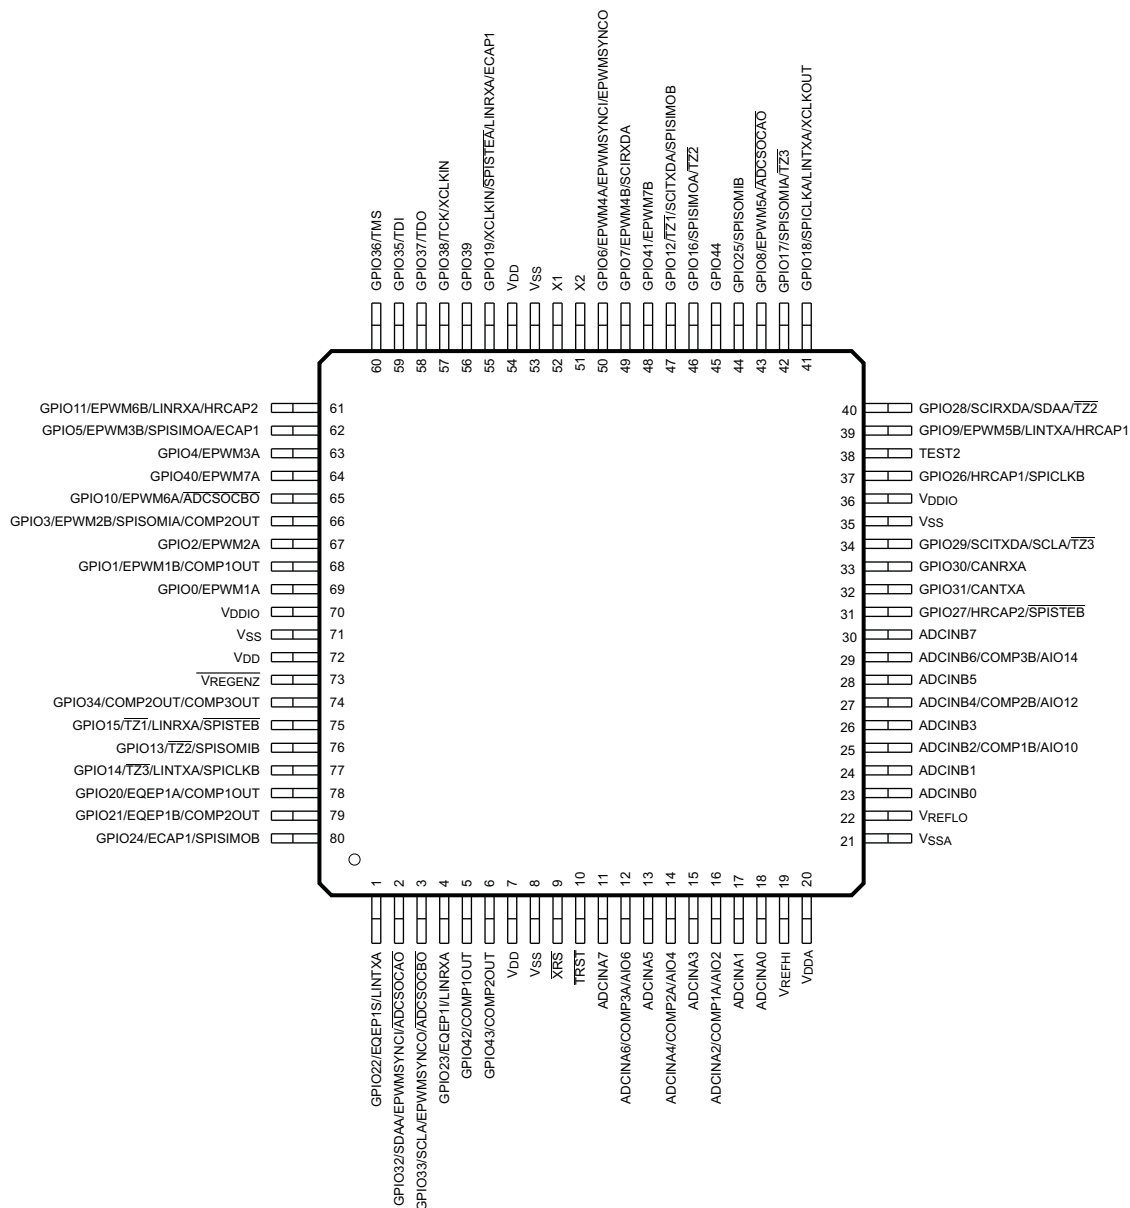 GPIO36/TMS
GPIO35/TDI
GPIO37/TDO
GPIO38/TCK/XCLKIN
GPIO39
GPIO19/XCLKIN/SPISTEA/LINRXA/ECAP1
VDD
VSS
X1
X2
GPIO6/EPWM4A/EPWMSYNCI/EPWMSYNCO
GPIO7/EPWM4B/SCIRXDA
GPIO41/EPWM7B
GPIO12/TZ1/SCITXDA/SPISIMOB
GPIO16/SPISIMOA/TZ2
GPIO44
GPIO25/SPISOMIB
GPIO8/EPWM5A/ADCSOCAO
GPIO17/SPISOMIA/TZ3
GPIO18/SPICLKA/LINTXA/XCLKOUT
60 59 58 57 56 55 54 53 52 51 50 49 48 47 46 45 44 43 42 41
GPIO11/EPWM6B/LINRXA/HRCAP2 61
GPIO5/EPWM3B/SPISIMOA/ECAP1 62
GPIO4/EPWM3A 63
GPIO40/EPWM7A 64
GPIO10/EPWM6A/ADCSOCBO 65
GPIO3/EPWM2B/SPISOMIA/COMP2OUT 66
GPIO2/EPWM2A 67
GPIO1/EPWM1B/COMP1OUT 68
GPIO0/EPWM1A 69
VDDIO 70
VSS 71
VDD 72
VREGENZ 73
GPIO34/COMP2OUT/COMP3OUT 74
GPIO15/TZ1/LINRXA/SPISTEB 75
GPIO13/TZ2/SPISOMIB 76
GPIO14/TZ3/LINTXA/SPICLKB 77
GPIO20/EQEP1A/COMP1OUT 78
GPIO21/EQEP1B/COMP2OUT 79
GPIO24/ECAP1/SPISIMOB 80
40 GPIO28/SCIRXDA/SDAA/TZ2
39 GPIO9/EPWM5B/LINTXA/HRCAP1
38 TEST2
37 GPIO26/HRCAP1/SPICLKB
36 VDDIO
35 VSS
34 GPIO29/SCITXDA/SCLA/TZ3
33 GPIO30/CANRXA
32 GPIO31/CANTXA
31 GPIO27/HRCAP2/SPISTEB
30 ADCINB7
29 ADCINB6/COMP3B/AIO14
28 ADCINB5
27 ADCINB4/COMP2B/AIO12
26 ADCINB3
25 ADCINB2/COMP1B/AIO10
24 ADCINB1
23 ADCINB0
22 VREFLO
21 VSSA
1 2 3 4 5 6 7 8 9 10 11 12 13 14 15 16 17 18 19 20
GPIO22/EQEP1S/LINTXA
GPIO32/SDAA/EPWMSYNCI/ADCSOCAO
GPIO33/SCLA/EPWMSYNCO/ADCSOCBO
GPIO23/EQEP1I/LINRXA
GPIO42/COMP1OUT
GPIO43/COMP2OUT
VDD
VSS
XRS
TRST
ADCINA7
ADCINA6/COMP3A/AIO6
ADCINA5
ADCINA4/COMP2A/AIO4
ADCINA3
ADCINA2/COMP1A/AIO2
ADCINA1
ADCINA0
VREFHI
VDDA